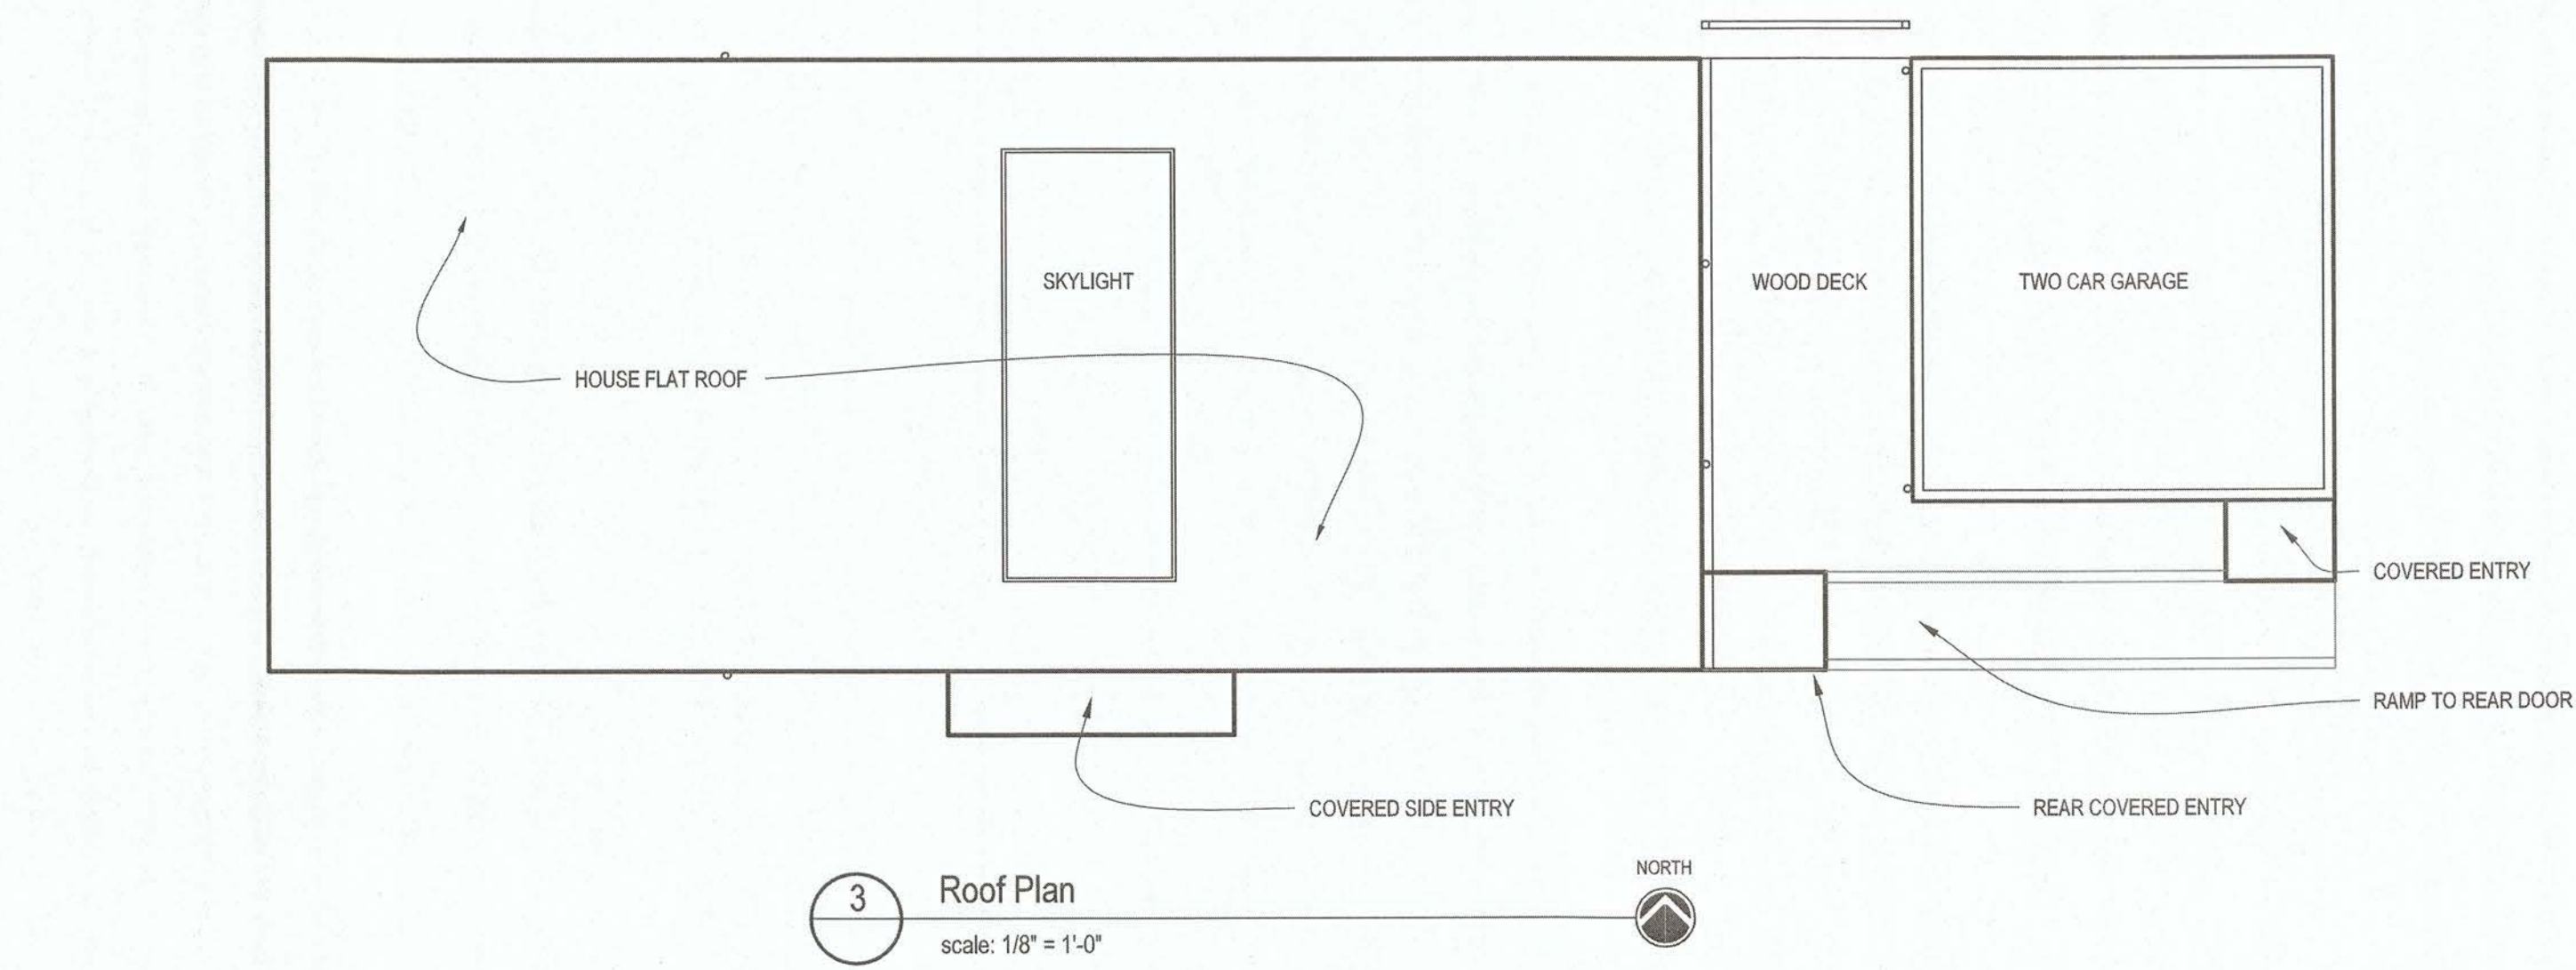 SKYLIGHT
WOOD DECK
TWO CAR GARAGE
HOUSE FLAT ROOF
COVERED ENTRY
RAMP TO REAR DOOR
COVERED SIDE ENTRY
REAR COVERED ENTRY
3
Roof Plan
scale: 1/8" = 1'-0"
NORTH